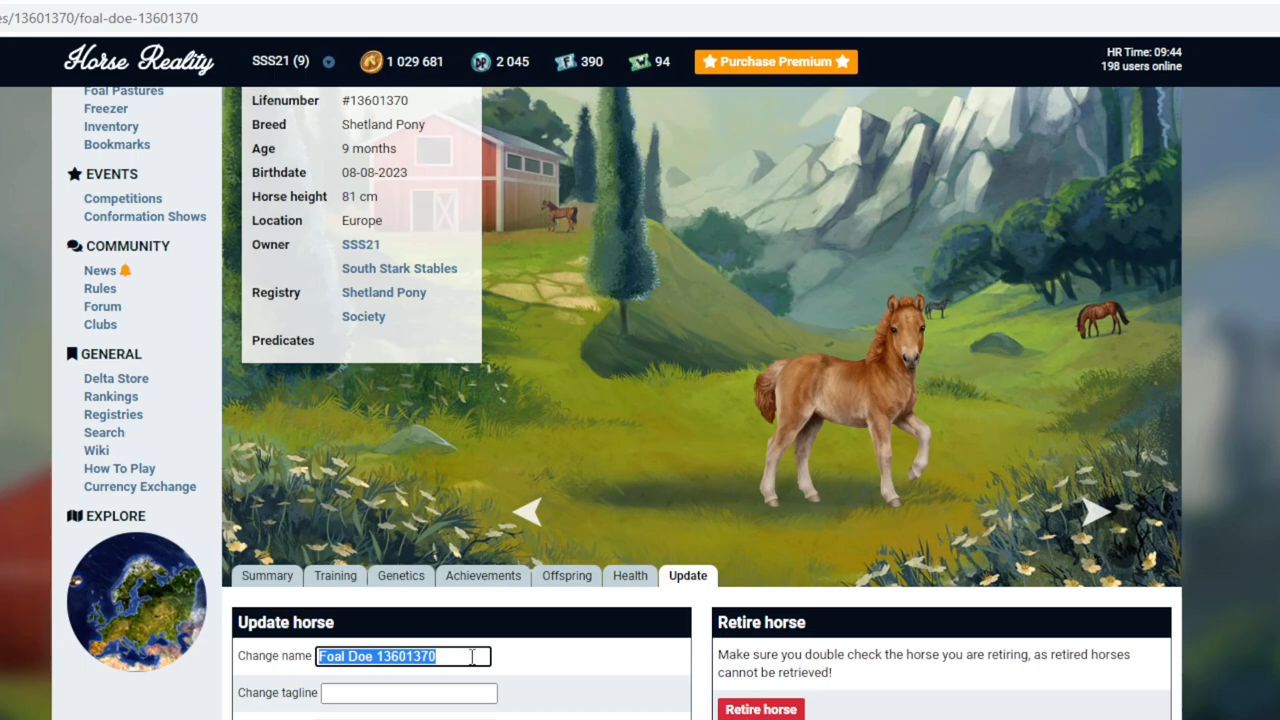 es/13601370/foal-doe-13601370
Horse Reality
SSS21 (9)
1 029 681
DP
2 045
390
94
Purchase Premium
HR Time: 09:44
198 users online
Foal Pastures
Freezer
Inventory
Bookmarks
EVENTS
Competitions
Conformation Shows
COMMUNITY
News
Rules
Forum
Clubs
GENERAL
Delta Store
Rankings
Registries
Search
Wiki
How To Play
Currency Exchange
EXPLORE
Lifenumber #13601370
Breed Shetland Pony
Age 9 months
Birthdate 08-08-2023
Horse height 81 cm
Location Europe
Owner SSS21
South Stark Stables
Registry Shetland Pony
Society
Predicates
Summary
Training
Genetics
Achievements
Offspring
Health
Update
Update horse
Change name Foal Doe 13601370
Change tagline
Retire horse
Make sure you double check the horse you are retiring, as retired horses
cannot be retrieved!
Retire horse